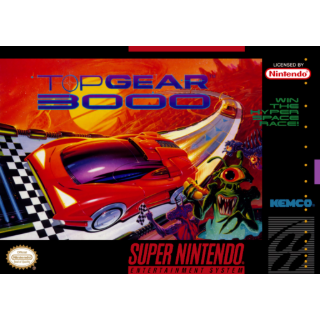 TOP GEAR
3000
LICENSED BY
Nintendo
WIN
THE
HYPER
SPACE
RACE!
KEMCO
SUPER NINTENDO
ENTERTAINMENT SYSTEM